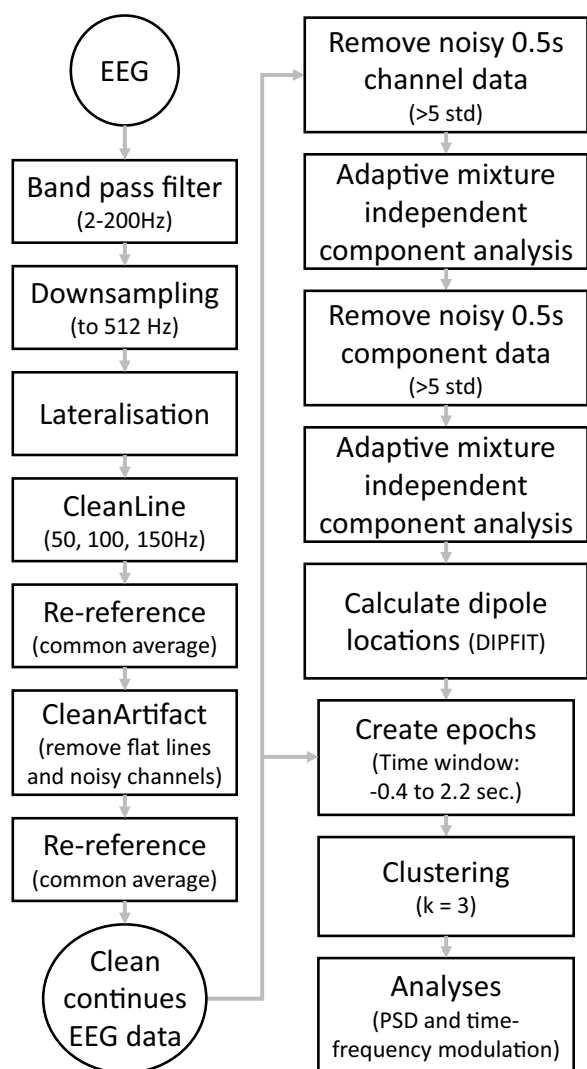 EEG
Band pass filter
(2-200Hz)
Downsampling
(to 512 Hz)
Lateralisation
CleanLine
(50, 100, 150Hz)
Re-reference
(common average)
CleanArtifact
(remove flat lines
and noisy channels)
Re-reference
(common average)
Clean
continues
EEG data
Remove noisy 0.5s
channel data
(>5 std)
Adaptive mixture
independent
component analysis
Remove noisy 0.5s
component data
(>5 std)
Adaptive mixture
independent
component analysis
Calculate dipole
locations (DIPFIT)
Create epochs
(Time window:
-0.4 to 2.2 sec.)
Clustering
(k = 3)
Analyses
(PSD and time-
frequency modulation)